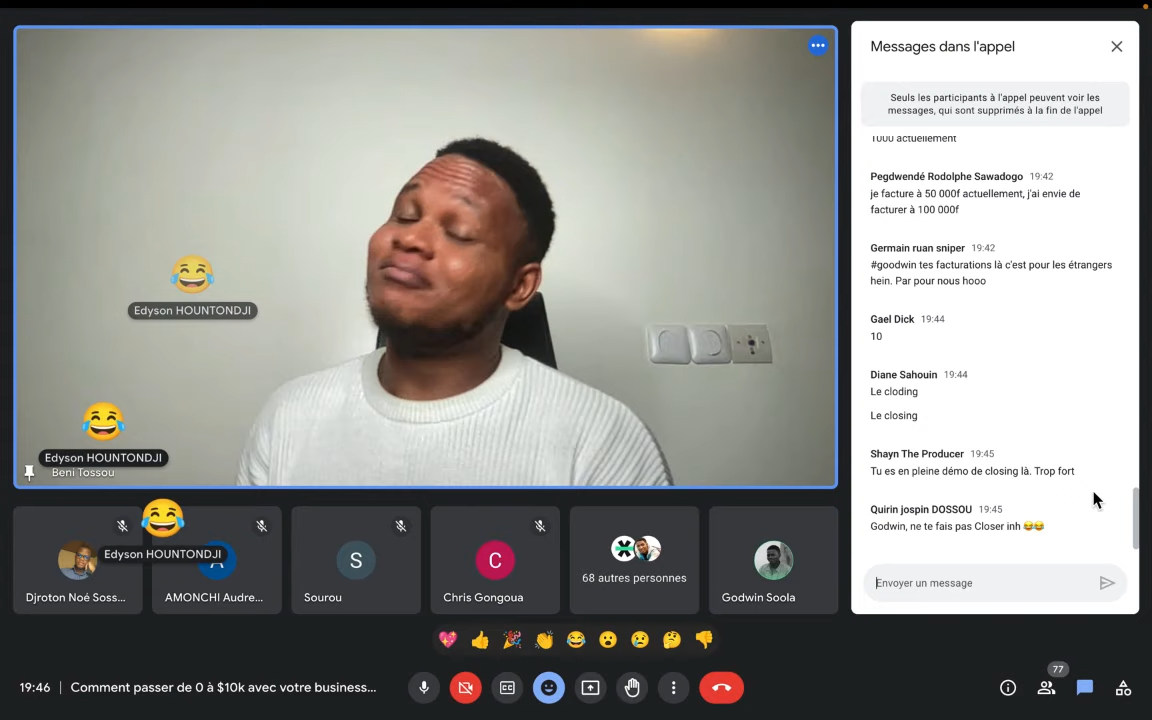 Messages dans l'appel
Seuls les participants à l'appel peuvent voir les
messages, qui sont supprimés à la fin de l'appel
1000 actuellement
Pegdwendé Rodolphe Sawadogo 19:42
je facture à 50 000f actuellement, j'ai envie de
facturer à 100 000f
Germain ruan sniper 19:42
#goodwin tes facturations là c'est pour les étrangers
hein. Par pour nous hooo
Gael Dick 19:44
10
Diane Sahouin 19:44
Le cloding
Le closing
Shayn The Producer 19:45
Tu es en pleine démo de closing là. Trop fort
Quirin jospin DOSSOU 19:45
Godwin, ne te fais pas Closer inh 😂😂
Envoyer un message
Edyson HOUNTONDJI
Edyson HOUNTONDJI
Beni Tossou
Edyson HOUNTONDJI
A
S
C
68 autres personnes
Djroton Noé Soss...
AMONCHI Audre...
Sourou
Chris Gongoua
Godwin Soola
19:46 | Comment passer de 0 à $10k avec votre business...
77